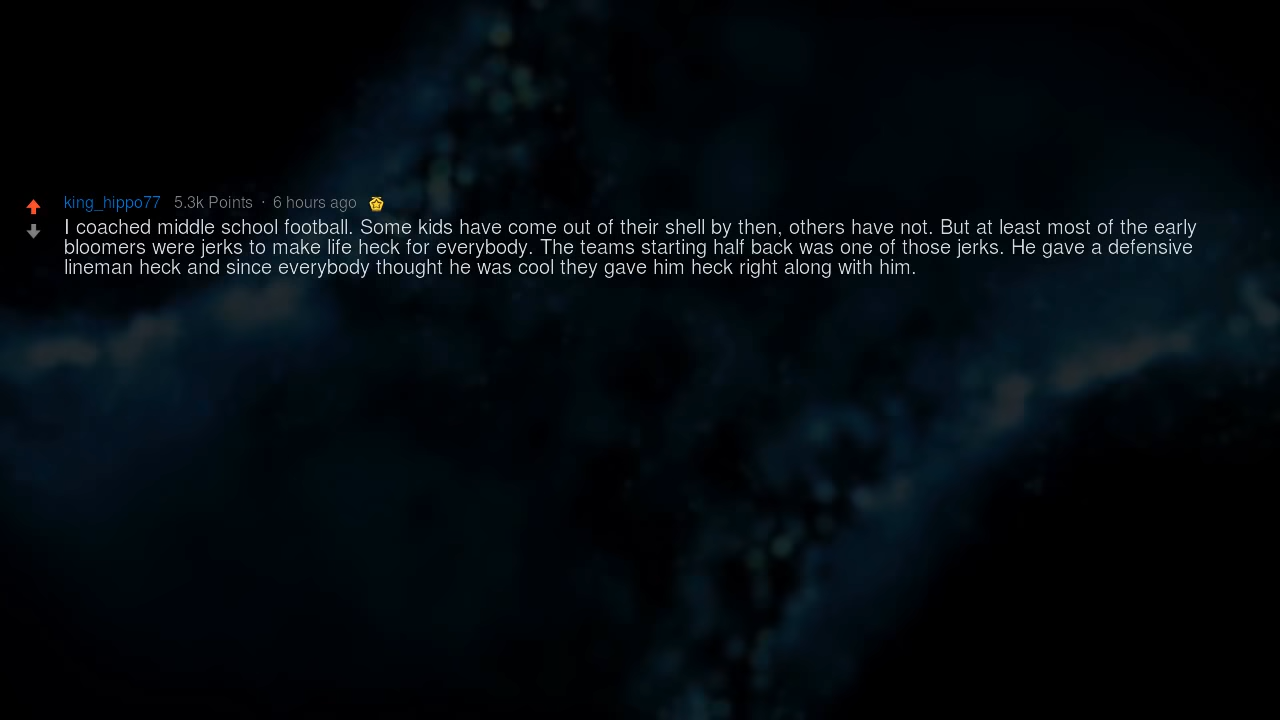 king_hippo77 5.3k Points · 6 hours ago
I coached middle school football. Some kids have come out of their shell by then, others have not. But at least most of the early
bloomers were jerks to make life heck for everybody. The teams starting half back was one of those jerks. He gave a defensive
lineman heck and since everybody thought he was cool they gave him heck right along with him.